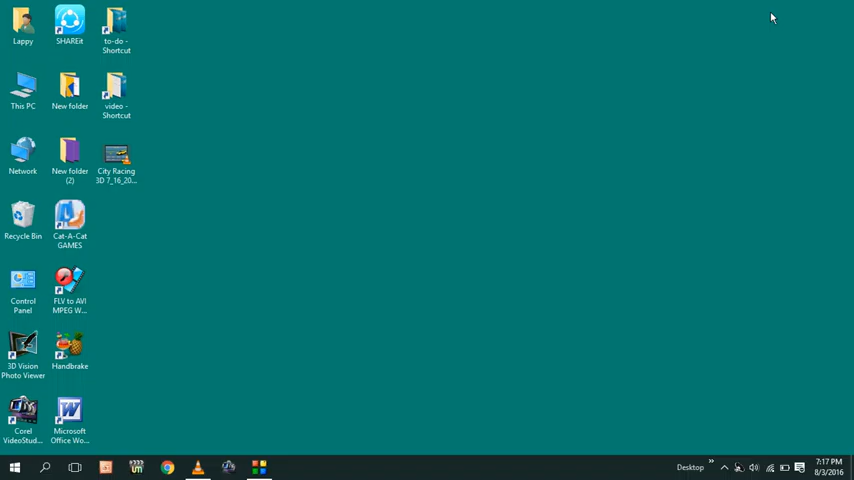 Lappy
SHAREit
to-do -
Shortcut
This PC
New folder
video -
Shortcut
Network
New folder
(2)
City Racing
3D 7_16_20...
Recycle Bin
Cat-A-Cat
GAMES
Control
Panel
FLV to AVI
MPEG W...
3D Vision
Photo Viewer
Handbrake
Corel
VideoStud...
Microsoft
Office Wo...
Desktop
7:17 PM
8/3/2016